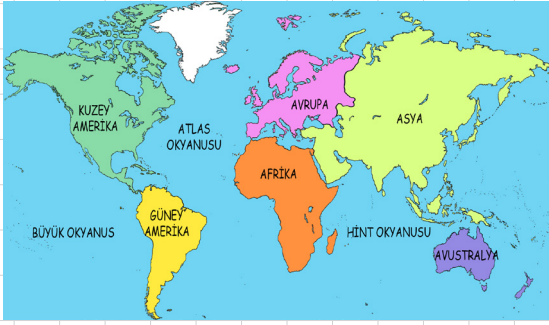 KUZEY
AMERİKA
AVRUPA
ASYA
ATLAS
OKYANUSU
AFRİKA
GÜNEY
AMERİKA
BÜYÜK OKYANUS
HİNT OKYANUSU
AVUSTRALYA